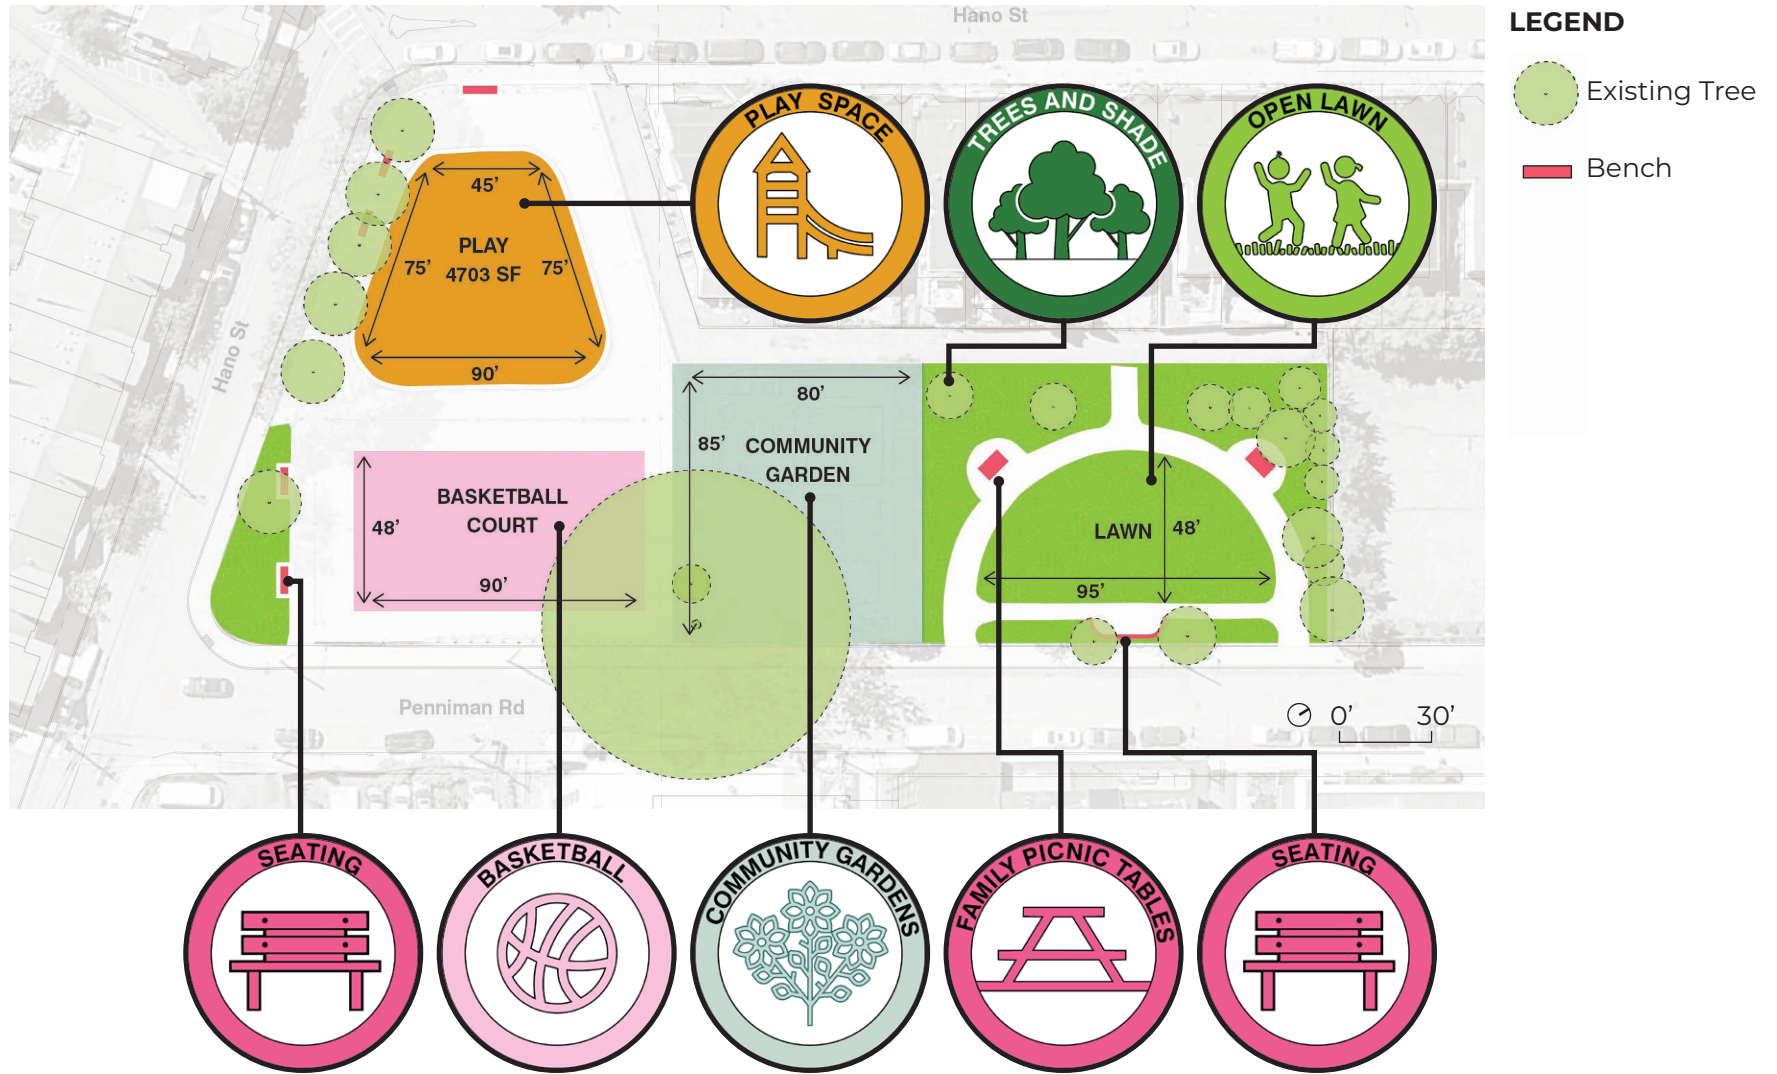 Hano St
LEGEND
Existing Tree
Bench
PLAY SPACE
TREES AND SHADE
OPEN LAWN
45’
PLAY
4703 SF
75’
75’
90’
Hano St
80’
85’
COMMUNITY
GARDEN
BASKETBALL
COURT
48’
90’
LAWN
48’
95’
Penniman Rd
0’ 30’
SEATING
BASKETBALL
COMMUNITY GARDENS
FAMILY PICNIC TABLES
SEATING